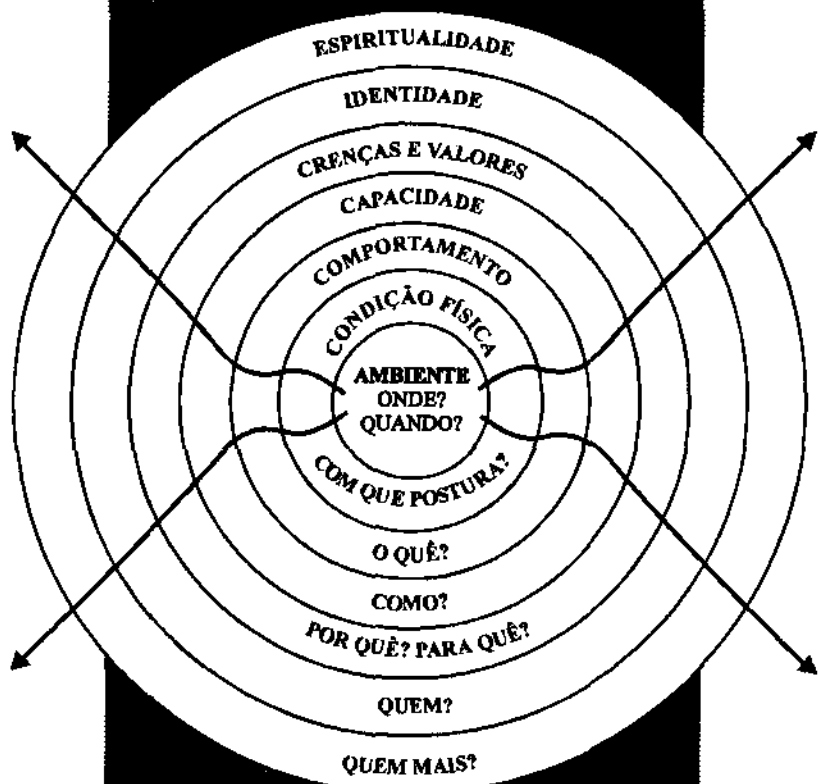 ESPIRITUALIDADE
IDENTIDADE
CRENÇAS E VALORES
CAPACIDADE
COMPORTAMENTO
CONDIÇÃO FÍSICA
AMBIENTE
ONDE?
QUANDO?
COM QUE POSTURA?
O QUÊ?
COMO?
POR QUÊ? PARA QUÊ?
QUEM?
QUEM MAIS?